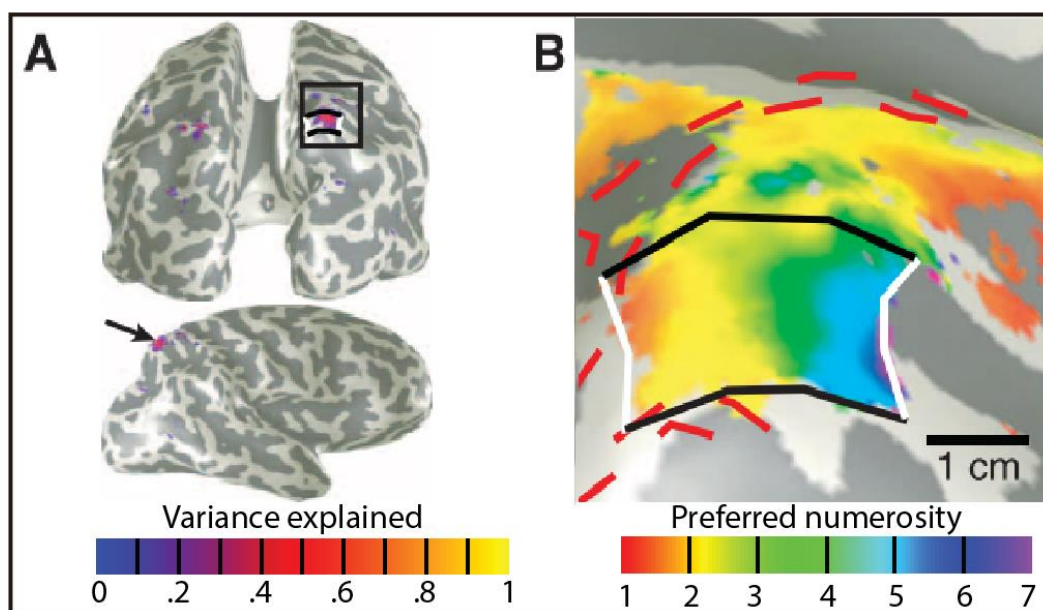 A
B
1 cm
Variance explained
0 .2 .4 .6 .8 1
Preferred numerosity
1 2 3 4 5 6 7